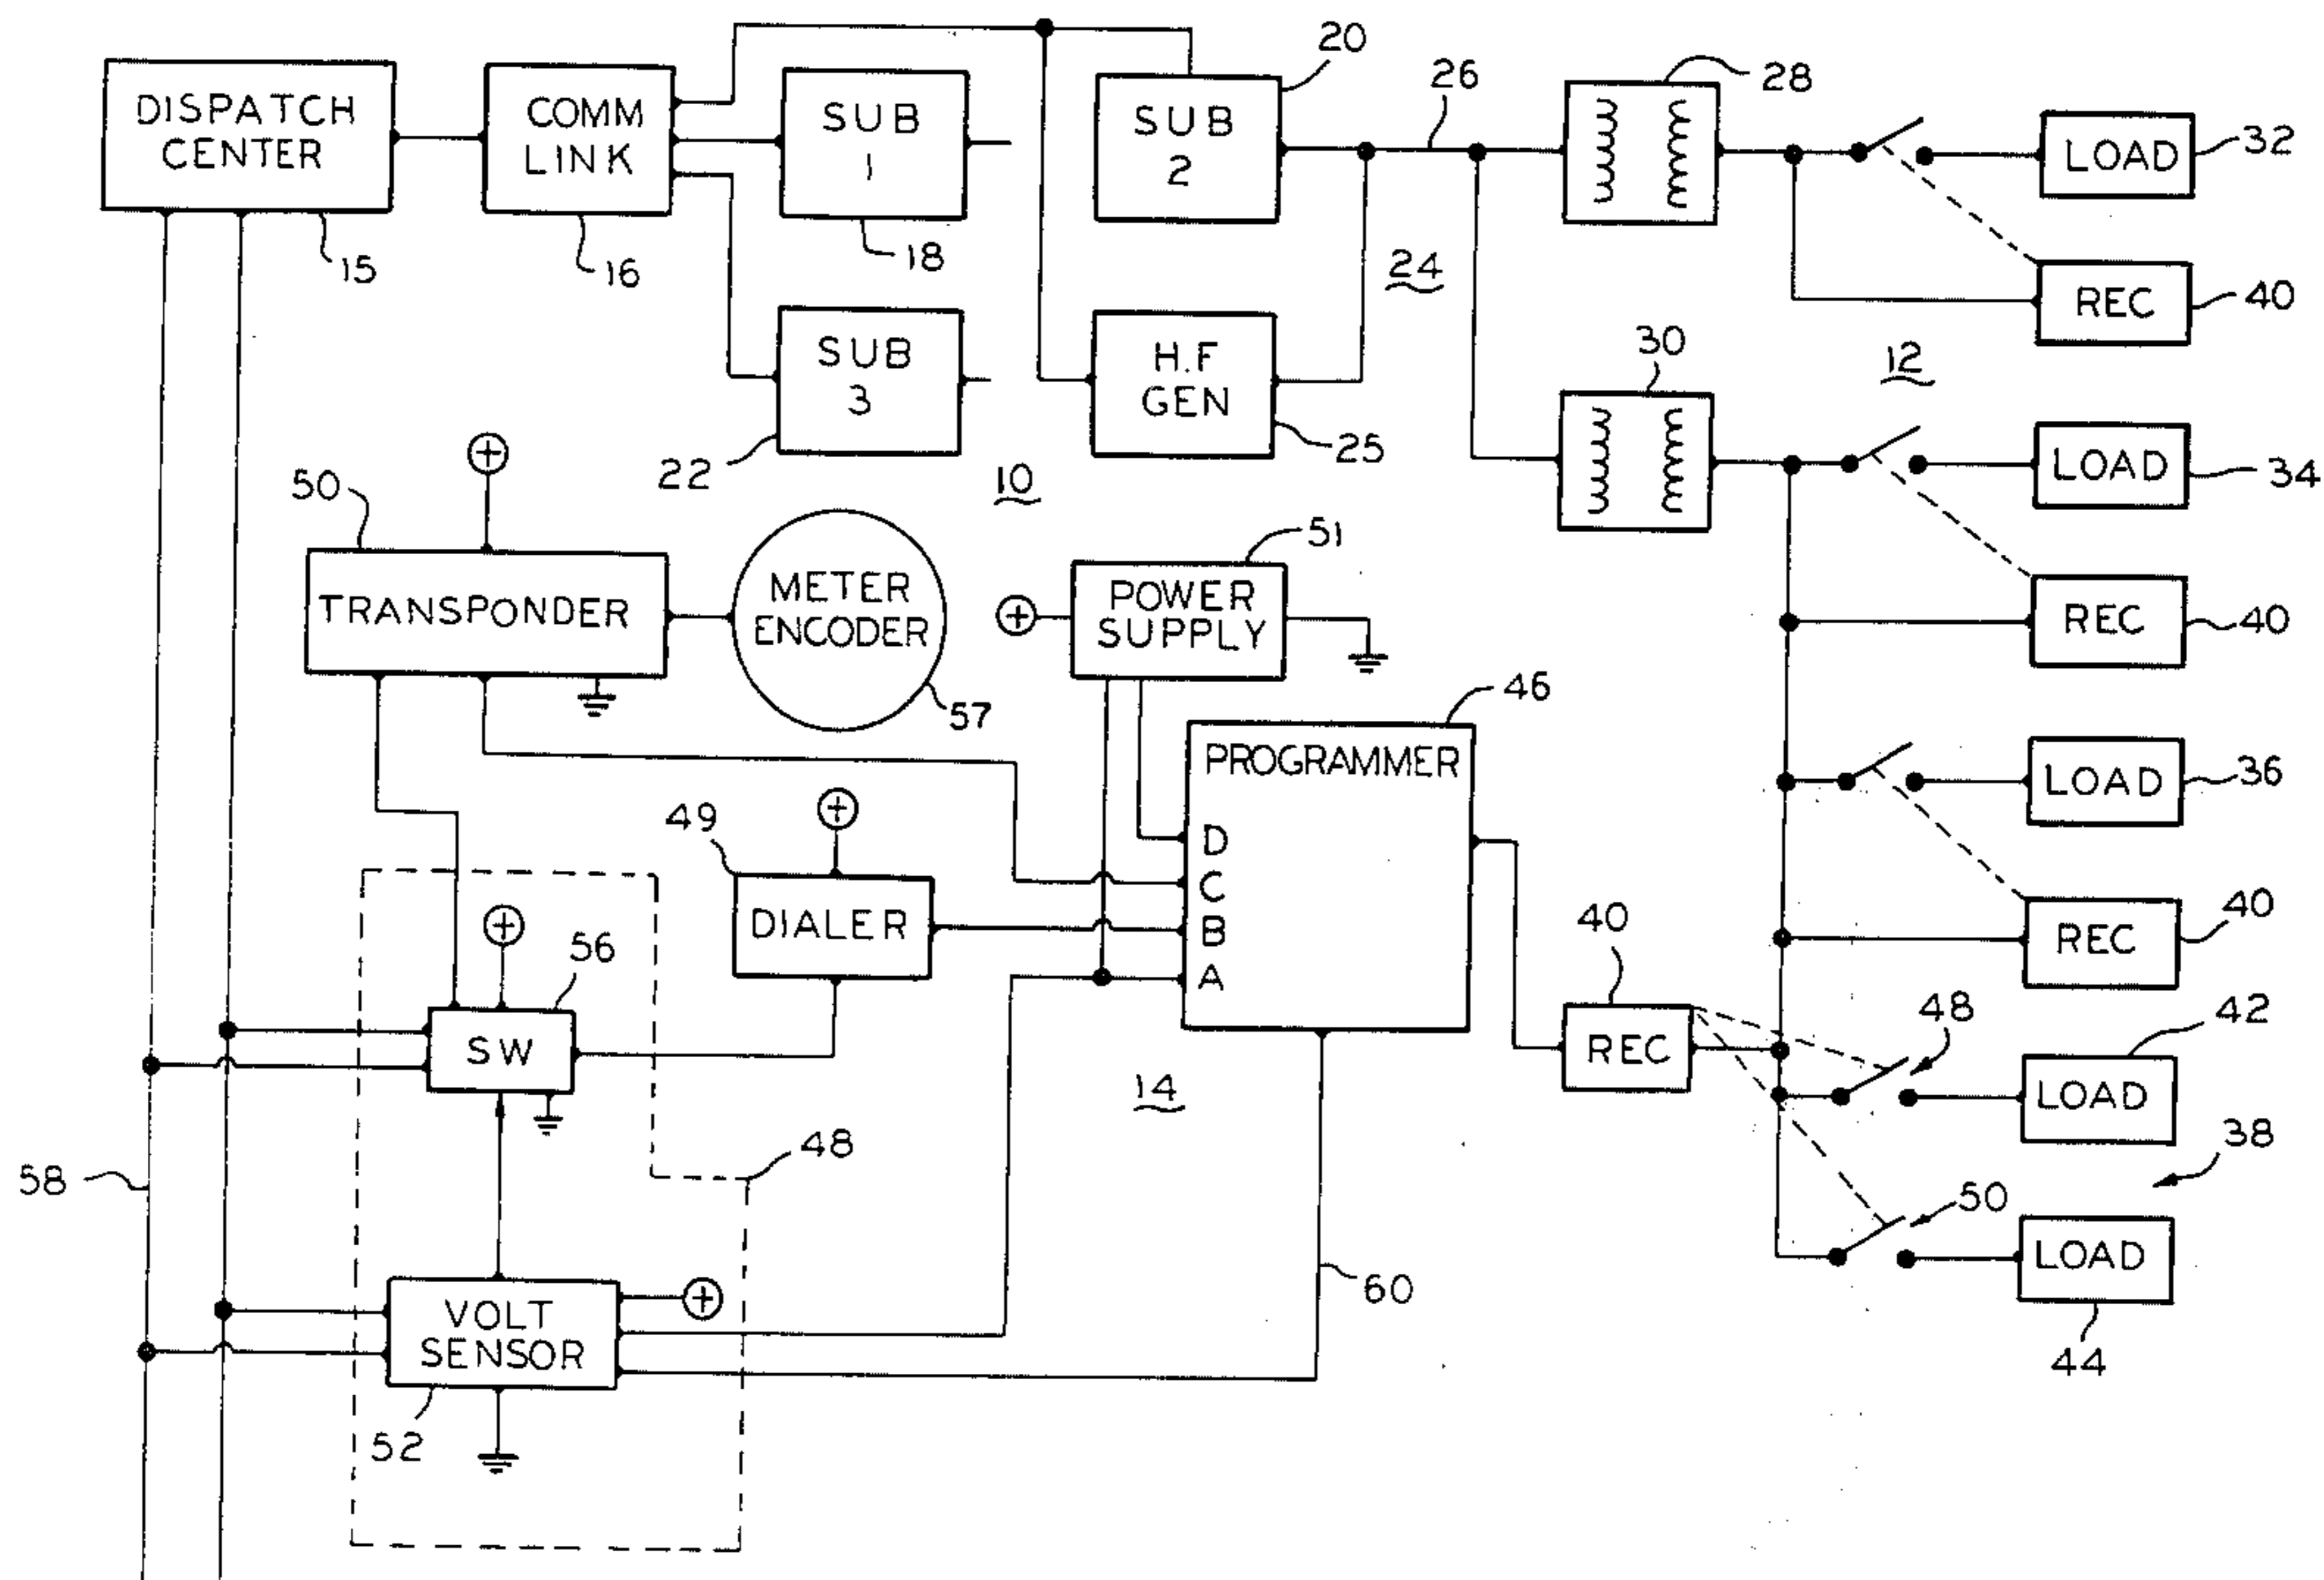 20
DISPATCH
CENTER
COMM
LINK
SUB
1
SUB
2
26
28
LOAD
32
15
16
18
24
REC
40
SUB
3
H.F
GEN
30
12
22
25
10
LOAD
34
50
TRANSPONDER
METER
ENCODER
57
51
POWER
SUPPLY
REC
40
46
PROGRAMMER
D
C
B
A
LOAD
36
49
DIALER
56
SW
40
REC
REC
40
48
42
LOAD
14
48
38
58
50
LOAD
44
VOLT
SENSOR
60
52